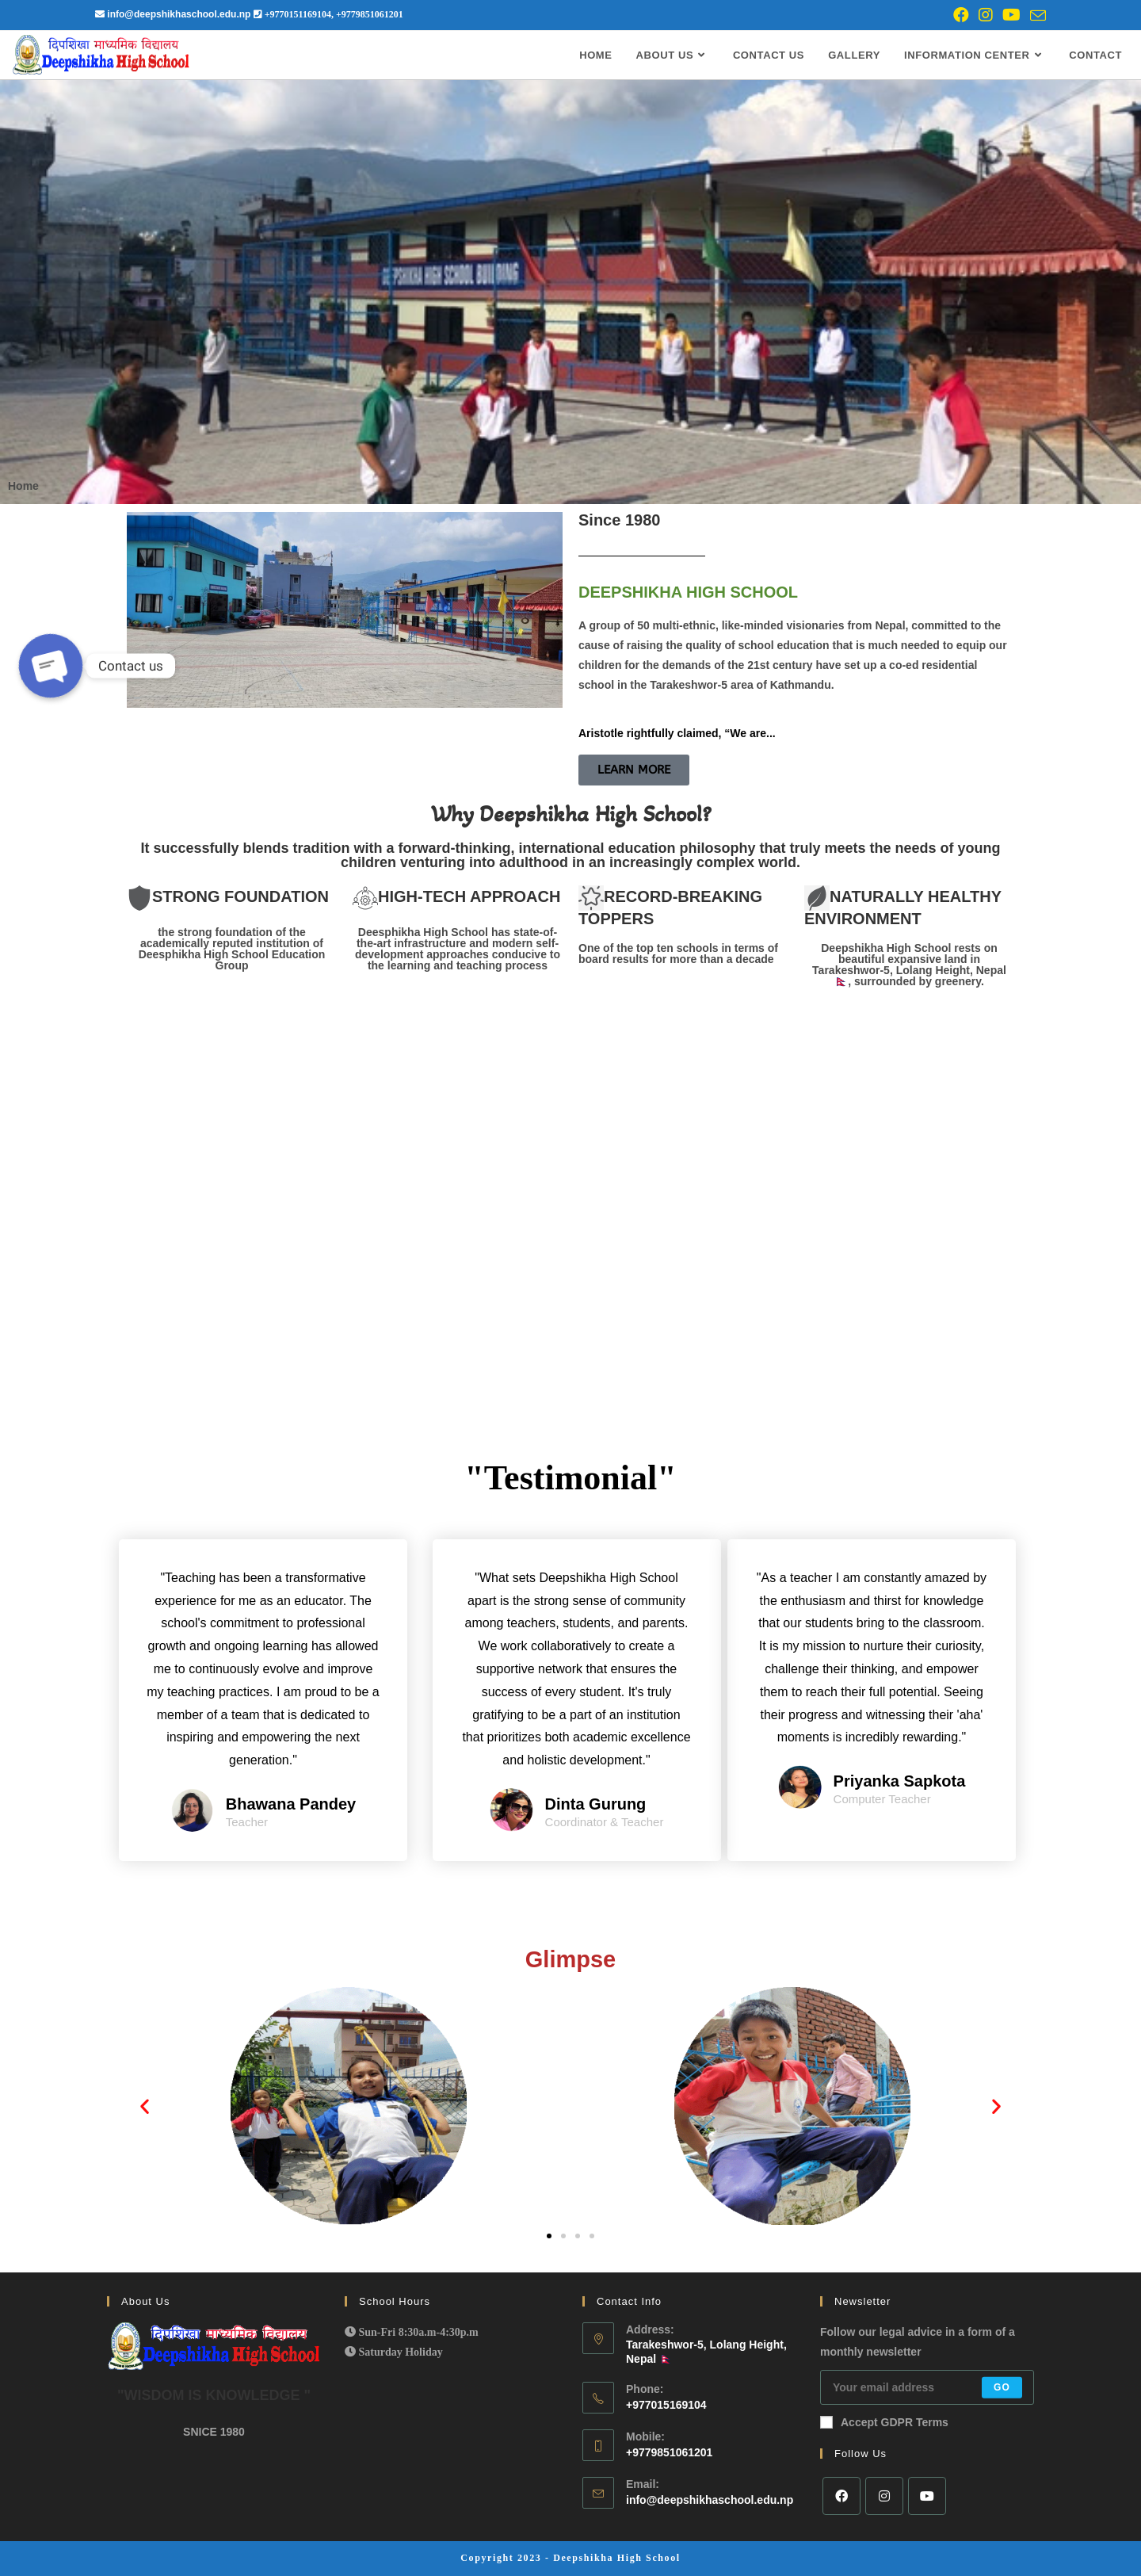 info@deepshikhaschool.edu.np +9770151169104, +9779851061201
दिपशिखा माध्यमिक विद्यालय
Deepshikha High School
HOME ABOUT US CONTACT US GALLERY INFORMATION CENTER CONTACT
DEEPSHIKHA HIGH SCHOOL BUILDING
Home
Since 1980
DEEPSHIKHA HIGH SCHOOL
A group of 50 multi-ethnic, like-minded visionaries from Nepal, committed to the
cause of raising the quality of school education that is much needed to equip our
children for the demands of the 21st century have set up a co-ed residential
school in the Tarakeshwor-5 area of Kathmandu.
Contact us
Aristotle rightfully claimed, “We are...
LEARN MORE
Why Deepshikha High School?
It successfully blends tradition with a forward-thinking, international education philosophy that truly meets the needs of young
children venturing into adulthood in an increasingly complex world.
STRONG FOUNDATION
the strong foundation of the
academically reputed institution of
Deesphikha High School Education
Group
HIGH-TECH APPROACH
Deesphikha High School has state-of-
the-art infrastructure and modern self-
development approaches conducive to
the learning and teaching process
RECORD-BREAKING
TOPPERS
One of the top ten schools in terms of
board results for more than a decade
NATURALLY HEALTHY
ENVIRONMENT
Deepshikha High School rests on
beautiful expansive land in
Tarakeshwor-5, Lolang Height, Nepal
🇳🇵, surrounded by greenery.
"Testimonial"
"Teaching has been a transformative
experience for me as an educator. The
school's commitment to professional
growth and ongoing learning has allowed
me to continuously evolve and improve
my teaching practices. I am proud to be a
member of a team that is dedicated to
inspiring and empowering the next
generation."
Bhawana Pandey
Teacher
"What sets Deepshikha High School
apart is the strong sense of community
among teachers, students, and parents.
We work collaboratively to create a
supportive network that ensures the
success of every student. It's truly
gratifying to be a part of an institution
that prioritizes both academic excellence
and holistic development."
Dinta Gurung
Coordinator & Teacher
"As a teacher I am constantly amazed by
the enthusiasm and thirst for knowledge
that our students bring to the classroom.
It is my mission to nurture their curiosity,
challenge their thinking, and empower
them to reach their full potential. Seeing
their progress and witnessing their 'aha'
moments is incredibly rewarding."
Priyanka Sapkota
Computer Teacher
Glimpse
About Us
दिपशिखा माध्यमिक विद्यालय
Deepshikha High School
"WISDOM IS KNOWLEDGE "
SNICE 1980
School Hours
Sun-Fri 8:30a.m-4:30p.m
Saturday Holiday
Contact Info
Address:
Tarakeshwor-5, Lolang Height,
Nepal 🇳🇵
Phone:
+977015169104
Mobile:
+9779851061201
Email:
info@deepshikhaschool.edu.np
Newsletter
Follow our legal advice in a form of a
monthly newsletter
Your email address GO
Accept GDPR Terms
Follow Us
Copyright 2023 - Deepshikha High School